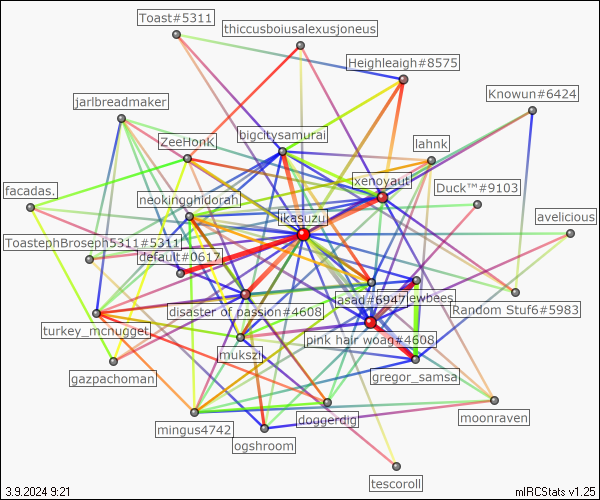 Toast#5311
thiccusboiusalexusjoneus
Heighleaigh#8575
jarlbreadmaker
Knowun#6424
ZeeHonK
bigcitysamurai
lahnk
xenoyaut
Duck™#9103
facadas.
neokingghidorah
likasuzu
avelicious
ToastephBroseph5311#5311
default#0617
jasad#6947
ewbees
disaster of passion#4608
Random Stuf6#5983
turkey_mcnugget
pink hair woag#4608
mukszi
gazpachoman
gregor_samsa
mingus4742
doggerdig
moonraven
ogshroom
tescoroll
3.9.2024 9:21
mIRCStats v1.25